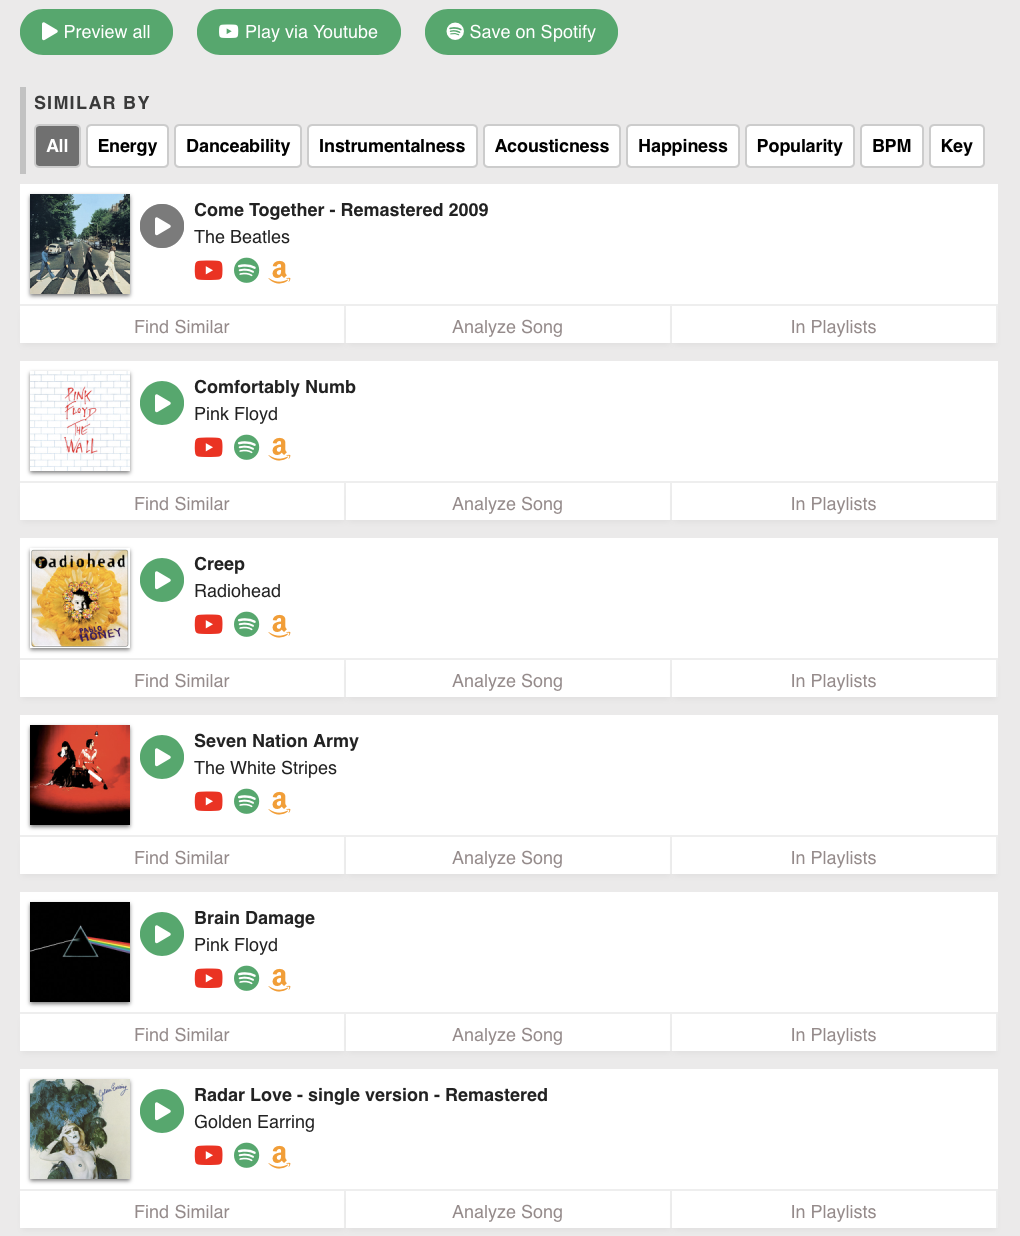 Preview all
Play via Youtube
Save on Spotify
SIMILAR BY
All
Energy
Danceability
Instrumentalness
Acousticness
Happiness
Popularity
BPM
Key
Come Together - Remastered 2009
The Beatles
Find Similar
Analyze Song
In Playlists
PINK
FLOYD
THE
WALL
Comfortably Numb
Pink Floyd
Find Similar
Analyze Song
In Playlists
radiohead
PABLO
HONEY
Creep
Radiohead
Find Similar
Analyze Song
In Playlists
Seven Nation Army
The White Stripes
Find Similar
Analyze Song
In Playlists
Brain Damage
Pink Floyd
Find Similar
Analyze Song
In Playlists
Radar Love - single version - Remastered
Golden Earring
Find Similar
Analyze Song
In Playlists